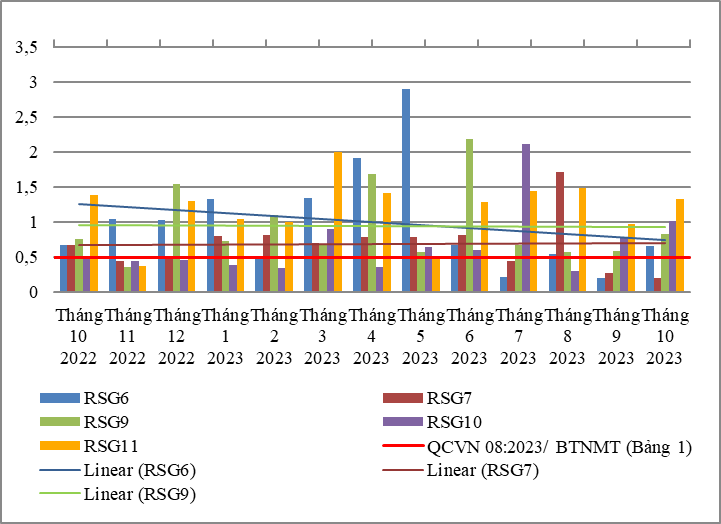 3,5
3
2,5
2
1,5
1
0,5
0
Tháng Tháng Tháng Tháng Tháng Tháng Tháng Tháng Tháng Tháng Tháng Tháng Tháng
10 11 12 1 2 3 4 5 6 7 8 9 10
2022 2022 2022 2023 2023 2023 2023 2023 2023 2023 2023 2023 2023
RSG6 RSG7
RSG9 RSG10
RSG11 QCVN 08:2023/ BTNMT (Bảng 1)
Linear (RSG6) Linear (RSG7)
Linear (RSG9)